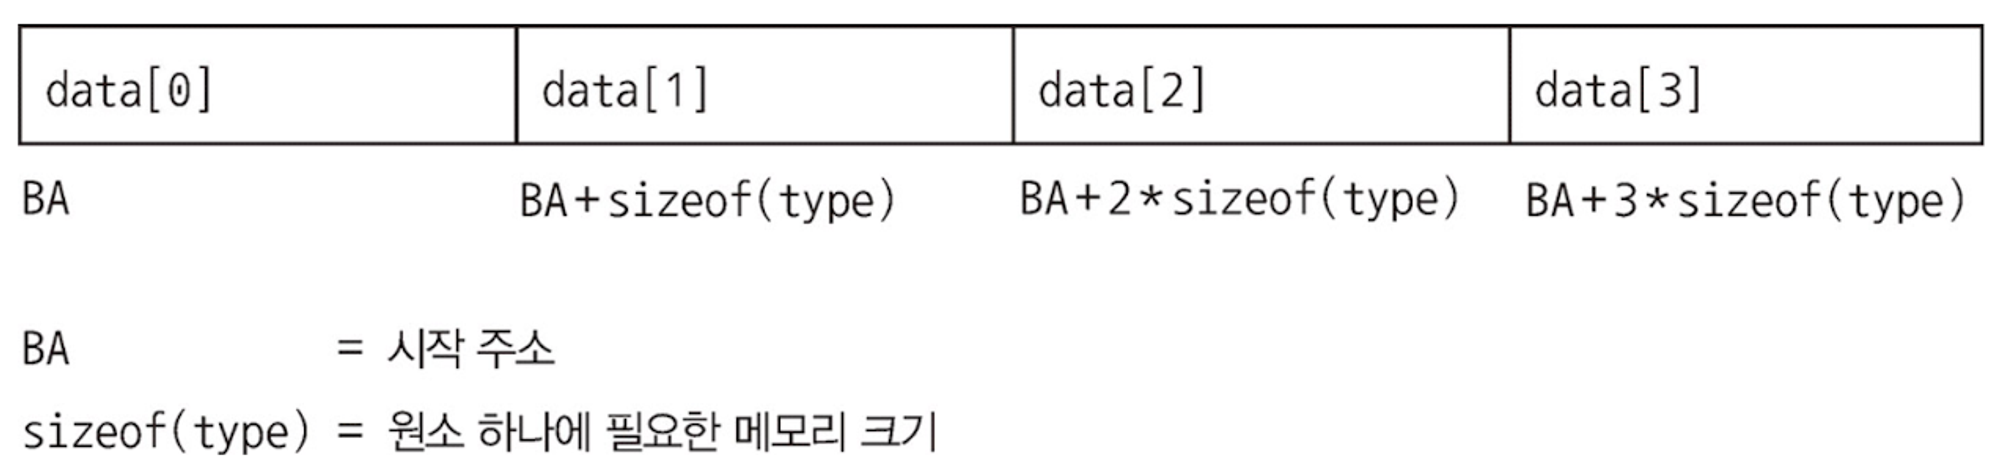 data[0] data[1] data[2] data[3]
BA BA+sizeof(type) BA+2*sizeof(type) BA+3*sizeof(type)
BA = 시작 주소
sizeof(type) = 원소 하나에 필요한 메모리 크기